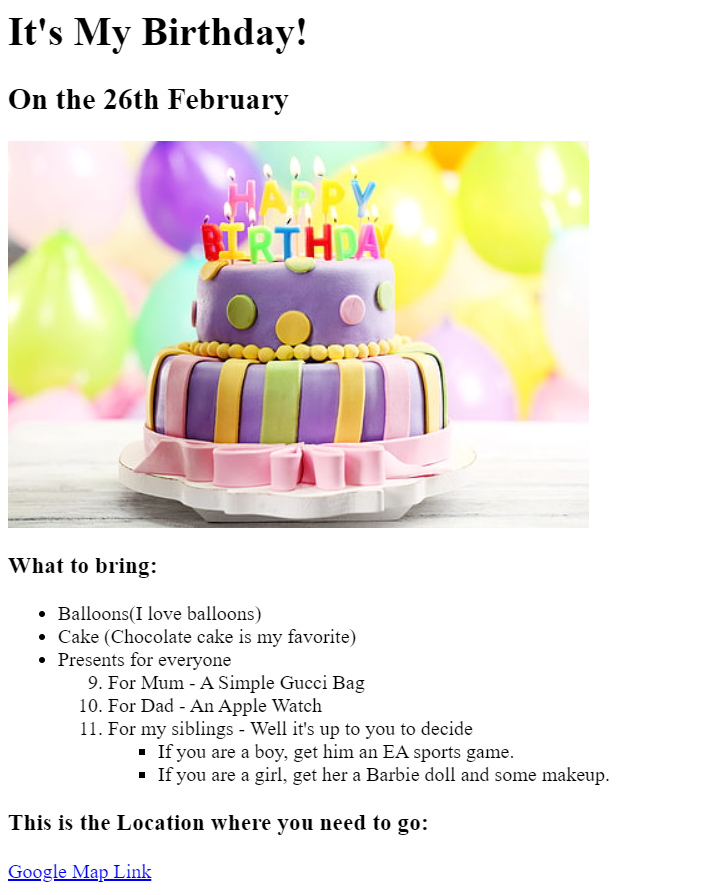 It's My Birthday!
On the 26th February
HAPPY
BIRTHDAY
What to bring:
Balloons(I love balloons)
Cake (Chocolate cake is my favorite)
Presents for everyone
9. For Mum - A Simple Gucci Bag
10. For Dad - An Apple Watch
11. For my siblings - Well it's up to you to decide
If you are a boy, get him an EA sports game.
If you are a girl, get her a Barbie doll and some makeup.
This is the Location where you need to go:
Google Map Link